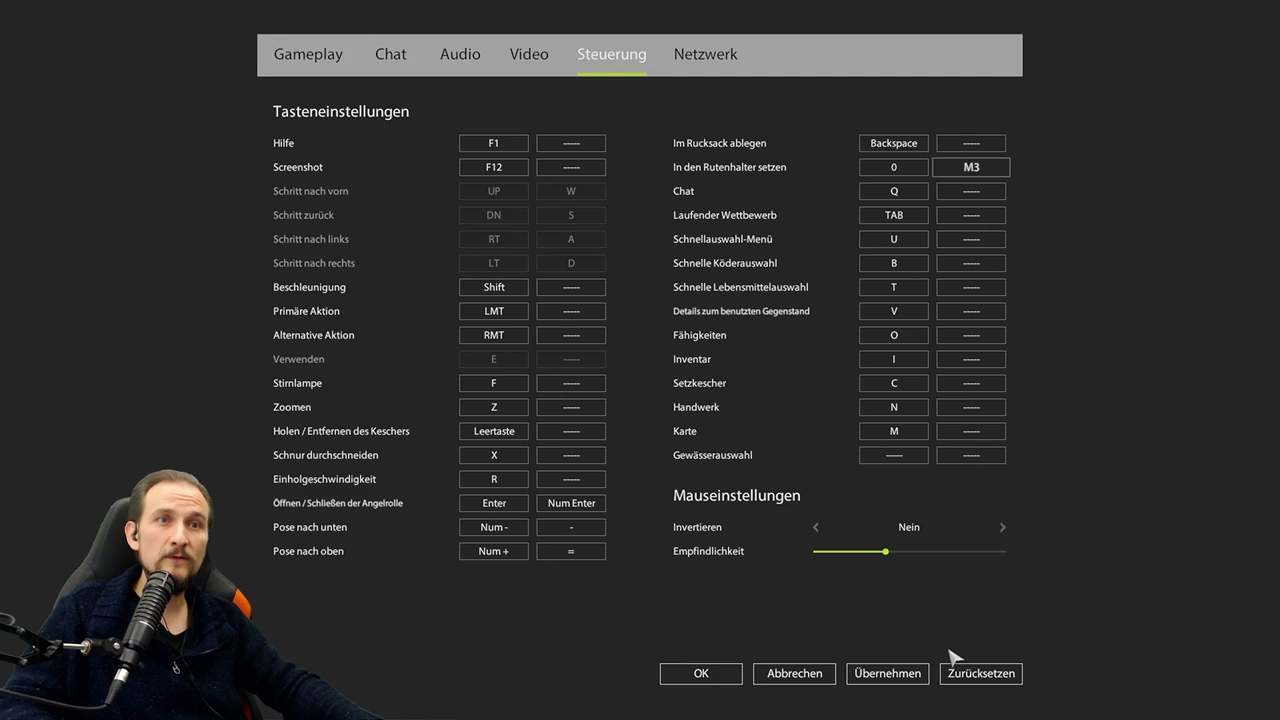 Gameplay Chat Audio Video Steuerung Netzwerk
Tasteneinstellungen
Hilfe F1 -----
Screenshot F12 -----
Schritt nach vorn UP W
Schritt zurück DN S
Schritt nach links RT A
Schritt nach rechts LT D
Beschleunigung Shift -----
Primäre Aktion LMT -----
Alternative Aktion RMT -----
Verwenden E -----
Stirnlampe F -----
Zoomen Z -----
Holen / Entfernen des Keschers Leertaste -----
Schnur durchschneiden X -----
Einholgeschwindigkeit R -----
Öffnen / Schließen der Angelrolle Enter Num Enter
Pose nach unten Num - -
Pose nach oben Num + =
Im Rucksack ablegen Backspace -----
In den Rutenhalter setzen 0 M3
Chat Q -----
Laufender Wettbewerb TAB -----
Schnellauswahl-Menü U -----
Schnelle Köderauswahl B -----
Schnelle Lebensmittelauswahl T -----
Details zum benutzten Gegenstand V -----
Fähigkeiten O -----
Inventar I -----
Setzkescher C -----
Handwerk N -----
Karte M -----
Gewässerauswahl ----- -----
Mauseinstellungen
Invertieren Nein
Empfindlichkeit
OK Abbrechen Übernehmen Zurücksetzen